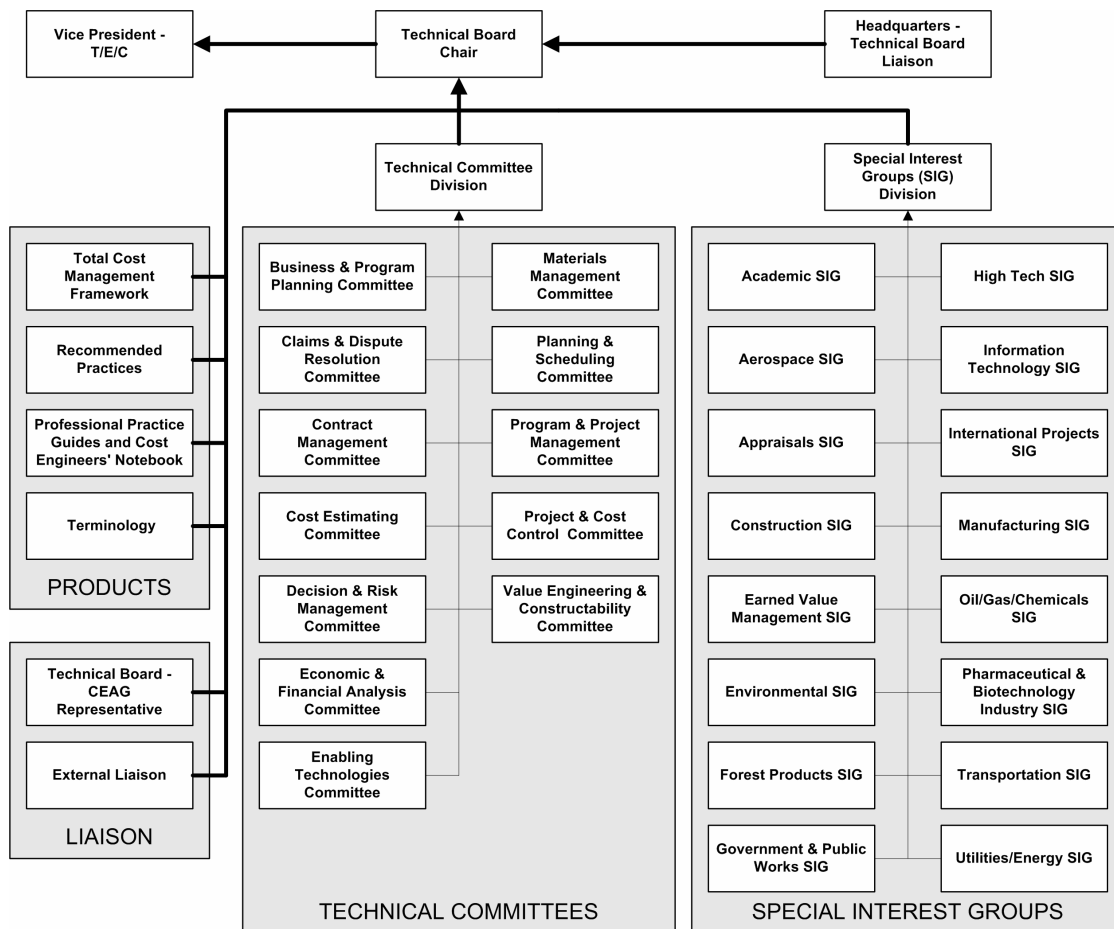 Vice President -
T/E/C
Technical Board
Chair
Headquarters -
Technical Board
Liaison
Technical Committee
Division
Special Interest
Groups (SIG)
Division
Total Cost
Management
Framework
Recommended
Practices
Professional Practice
Guides and Cost
Engineers' Notebook
Terminology
PRODUCTS
Technical Board -
CEAG
Representative
External Liaison
LIAISON
Business & Program
Planning Committee
Claims & Dispute
Resolution
Committee
Contract
Management
Committee
Cost Estimating
Committee
Decision & Risk
Management
Committee
Economic &
Financial Analysis
Committee
Enabling
Technologies
Committee
Materials
Management
Committee
Planning &
Scheduling
Committee
Program & Project
Management
Committee
Project & Cost
Control Committee
Value Engineering &
Constructability
Committee
TECHNICAL COMMITTEES
Academic SIG
Aerospace SIG
Appraisals SIG
Construction SIG
Earned Value
Management SIG
Environmental SIG
Forest Products SIG
Government & Public
Works SIG
High Tech SIG
Information
Technology SIG
International Projects
SIG
Manufacturing SIG
Oil/Gas/Chemicals
SIG
Pharmaceutical &
Biotechnology
Industry SIG
Transportation SIG
Utilities/Energy SIG
SPECIAL INTEREST GROUPS